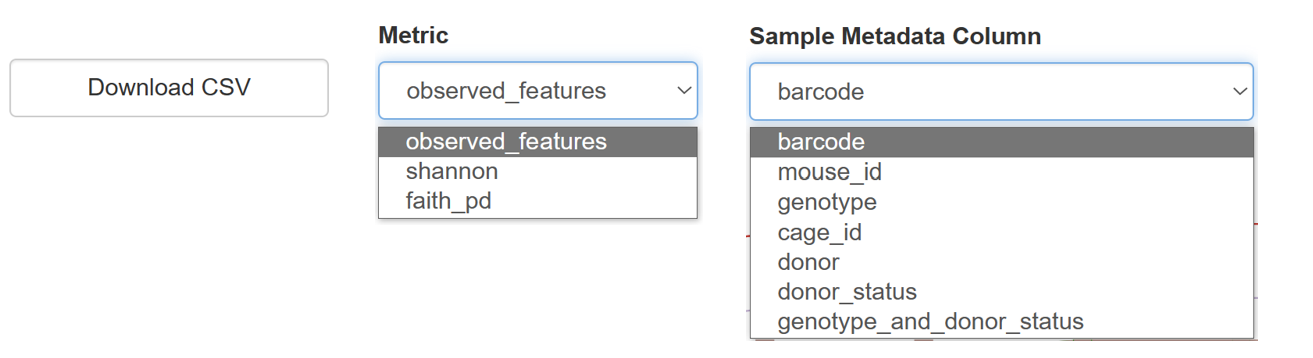 Download CSV
Metric
observed_features
observed_features
shannon
faith_pd
Sample Metadata Column
barcode
barcode
mouse_id
genotype
cage_id
donor
donor_status
genotype_and_donor_status